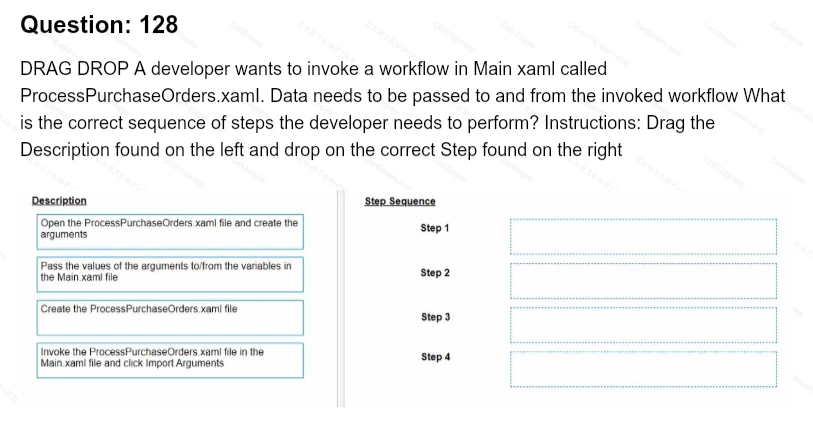 Question: 128
DRAG DROP A developer wants to invoke a workflow in Main xaml called
ProcessPurchaseOrders.xaml. Data needs to be passed to and from the invoked workflow What
is the correct sequence of steps the developer needs to perform? Instructions: Drag the
Description found on the left and drop on the correct Step found on the right
Description
Open the ProcessPurchaseOrders.xaml file and create the
arguments
Pass the values of the arguments to/from the variables in
the Main.xaml file
Create the ProcessPurchaseOrders.xaml file
Invoke the ProcessPurchaseOrders.xaml file in the
Main.xaml file and click Import Arguments
Step Sequence
Step 1
Step 2
Step 3
Step 4